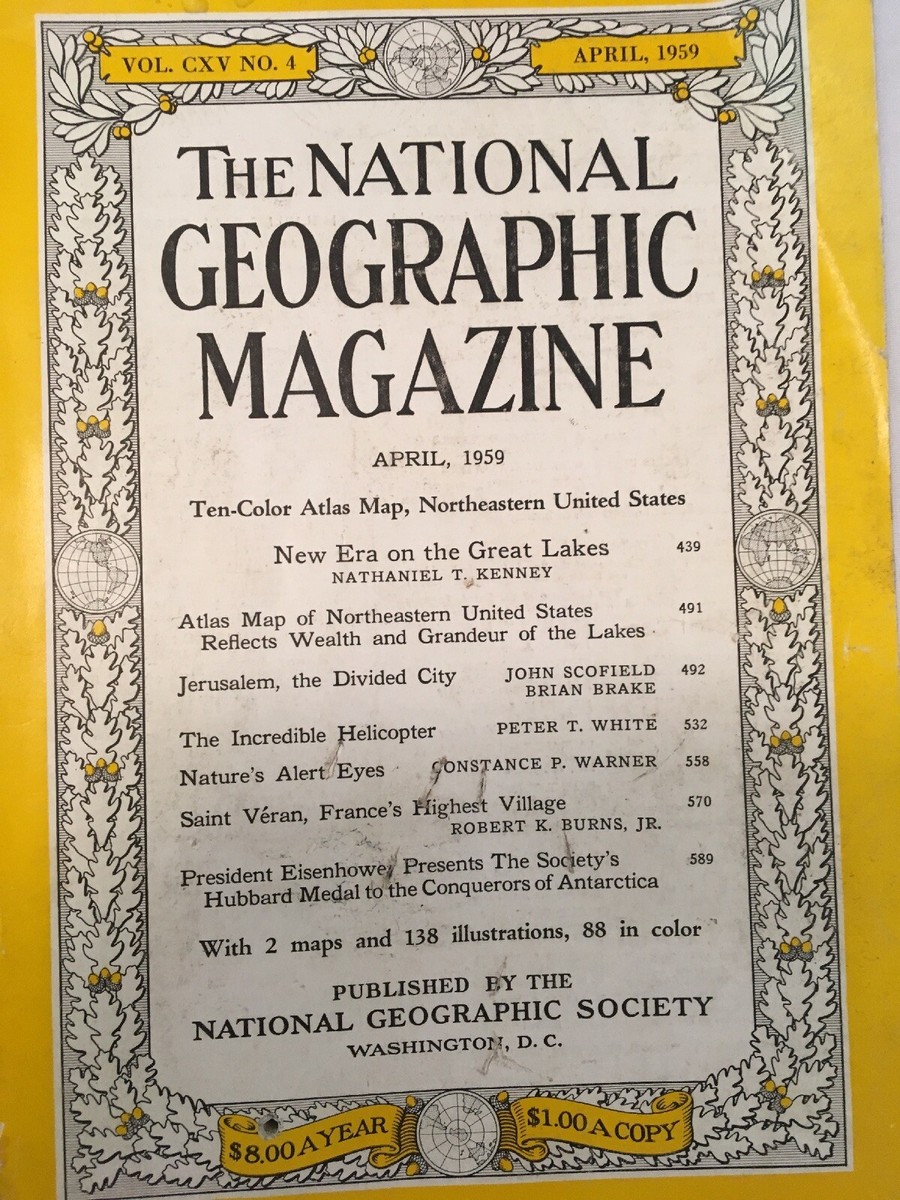 VOL. CXV NO. 4
APRIL, 1959
THE NATIONAL
GEOGRAPHIC
MAGAZINE
APRIL, 1959
Ten-Color Atlas Map, Northeastern United States
New Era on the Great Lakes 439
NATHANIEL T. KENNEY
Atlas Map of Northeastern United States 491
Reflects Wealth and Grandeur of the Lakes
Jerusalem, the Divided City JOHN SCOFIELD 492
BRIAN BRAKE
The Incredible Helicopter PETER T. WHITE 532
Nature's Alert Eyes CONSTANCE P. WARNER 558
Saint Véran, France's Highest Village 570
ROBERT K. BURNS, JR.
President Eisenhower Presents The Society's 589
Hubbard Medal to the Conquerors of Antarctica
With 2 maps and 138 illustrations, 88 in color
PUBLISHED BY THE
NATIONAL GEOGRAPHIC SOCIETY
WASHINGTON, D. C.
$8.00 A YEAR
$1.00 A COPY